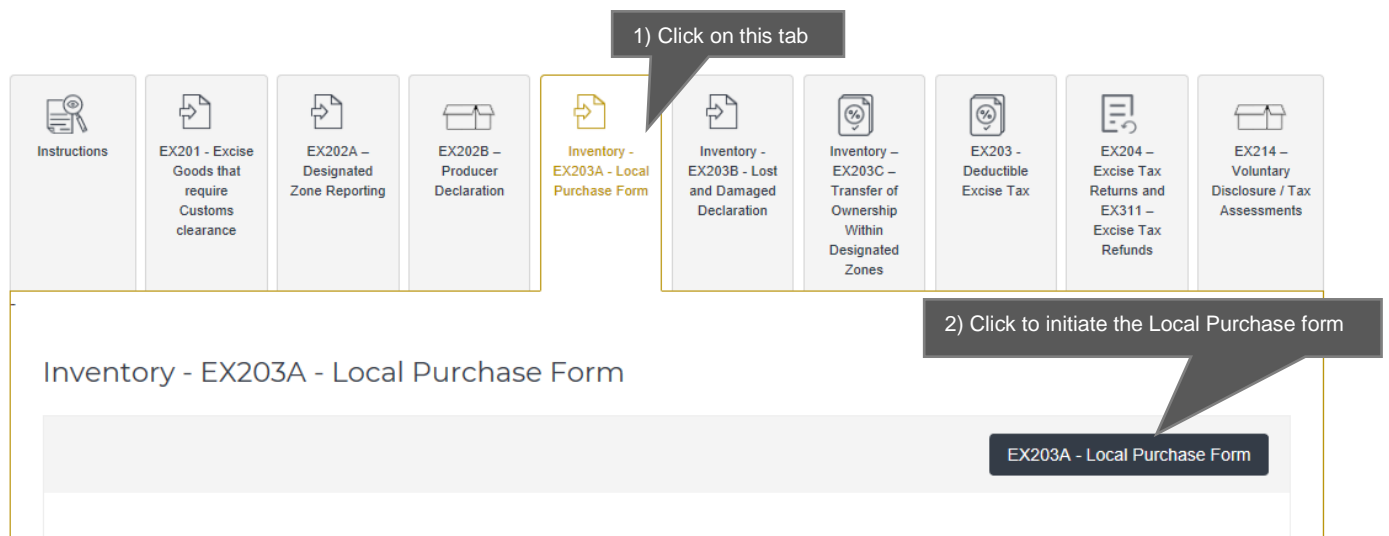 1) Click on this tab
Instructions
EX201 - Excise
Goods that
require
Customs
clearance
EX202A –
Designated
Zone Reporting
EX202B –
Producer
Declaration
Inventory -
EX203A - Local
Purchase Form
Inventory -
EX203B - Lost
and Damaged
Declaration
Inventory –
EX203C –
Transfer of
Ownership
Within
Designated
Zones
EX203 -
Deductible
Excise Tax
EX204 –
Excise Tax
Returns and
EX311 –
Excise Tax
Refunds
EX214 –
Voluntary
Disclosure / Tax
Assessments
2) Click to initiate the Local Purchase form
Inventory - EX203A - Local Purchase Form
EX203A - Local Purchase Form